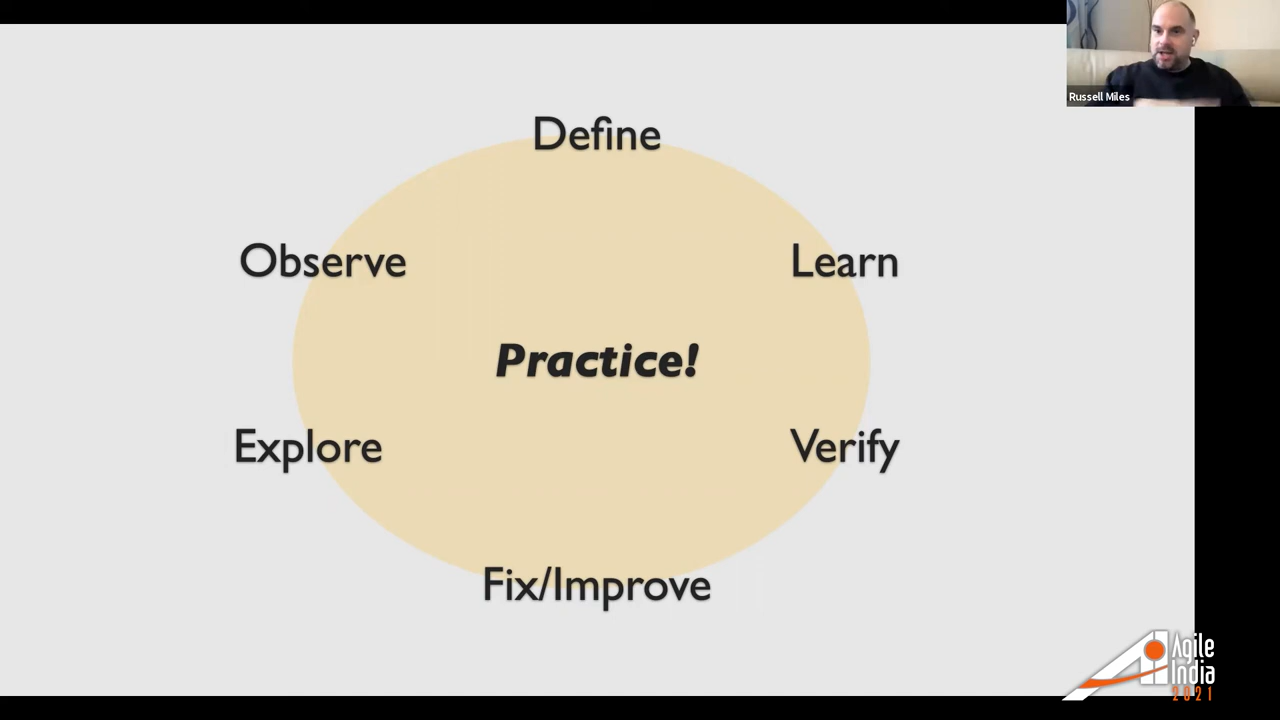 Russell Miles
Define
Observe
Learn
Practice!
Explore
Verify
Fix/Improve
Agile
India
2021